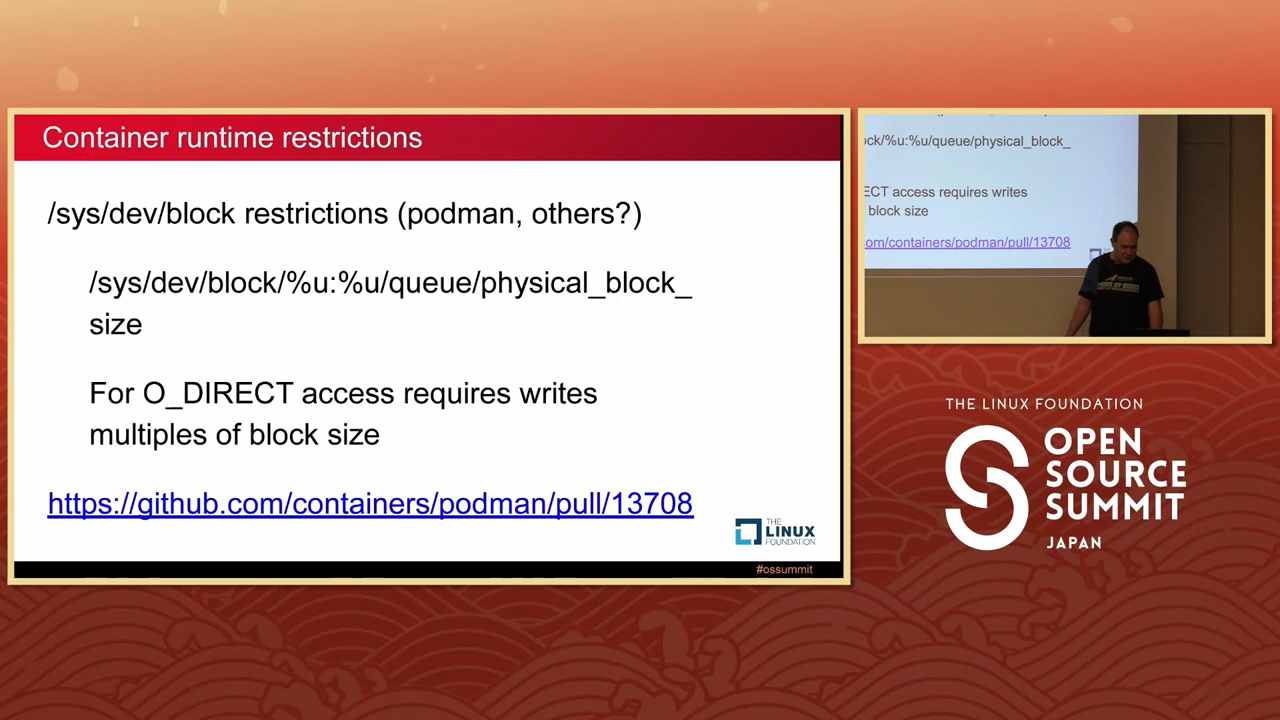 Container runtime restrictions
/sys/dev/block restrictions (podman, others?)
/sys/dev/block/%u:%u/queue/physical_block_
size
For O_DIRECT access requires writes
multiples of block size
https://github.com/containers/podman/pull/13708
THE
LINUX
FOUNDATION
#ossummit
ck/%u:%u/queue/physical_block_
ECT access requires writes
block size
com/containers/podman/pull/13708
THE LINUX FOUNDATION
OPEN
SOURCE
SUMMIT
JAPAN